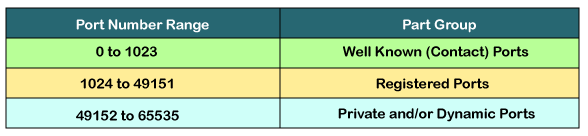 Port Number Range Part Group
0 to 1023 Well Known (Contact) Ports
1024 to 49151 Registered Ports
49152 to 65535 Private and/or Dynamic Ports